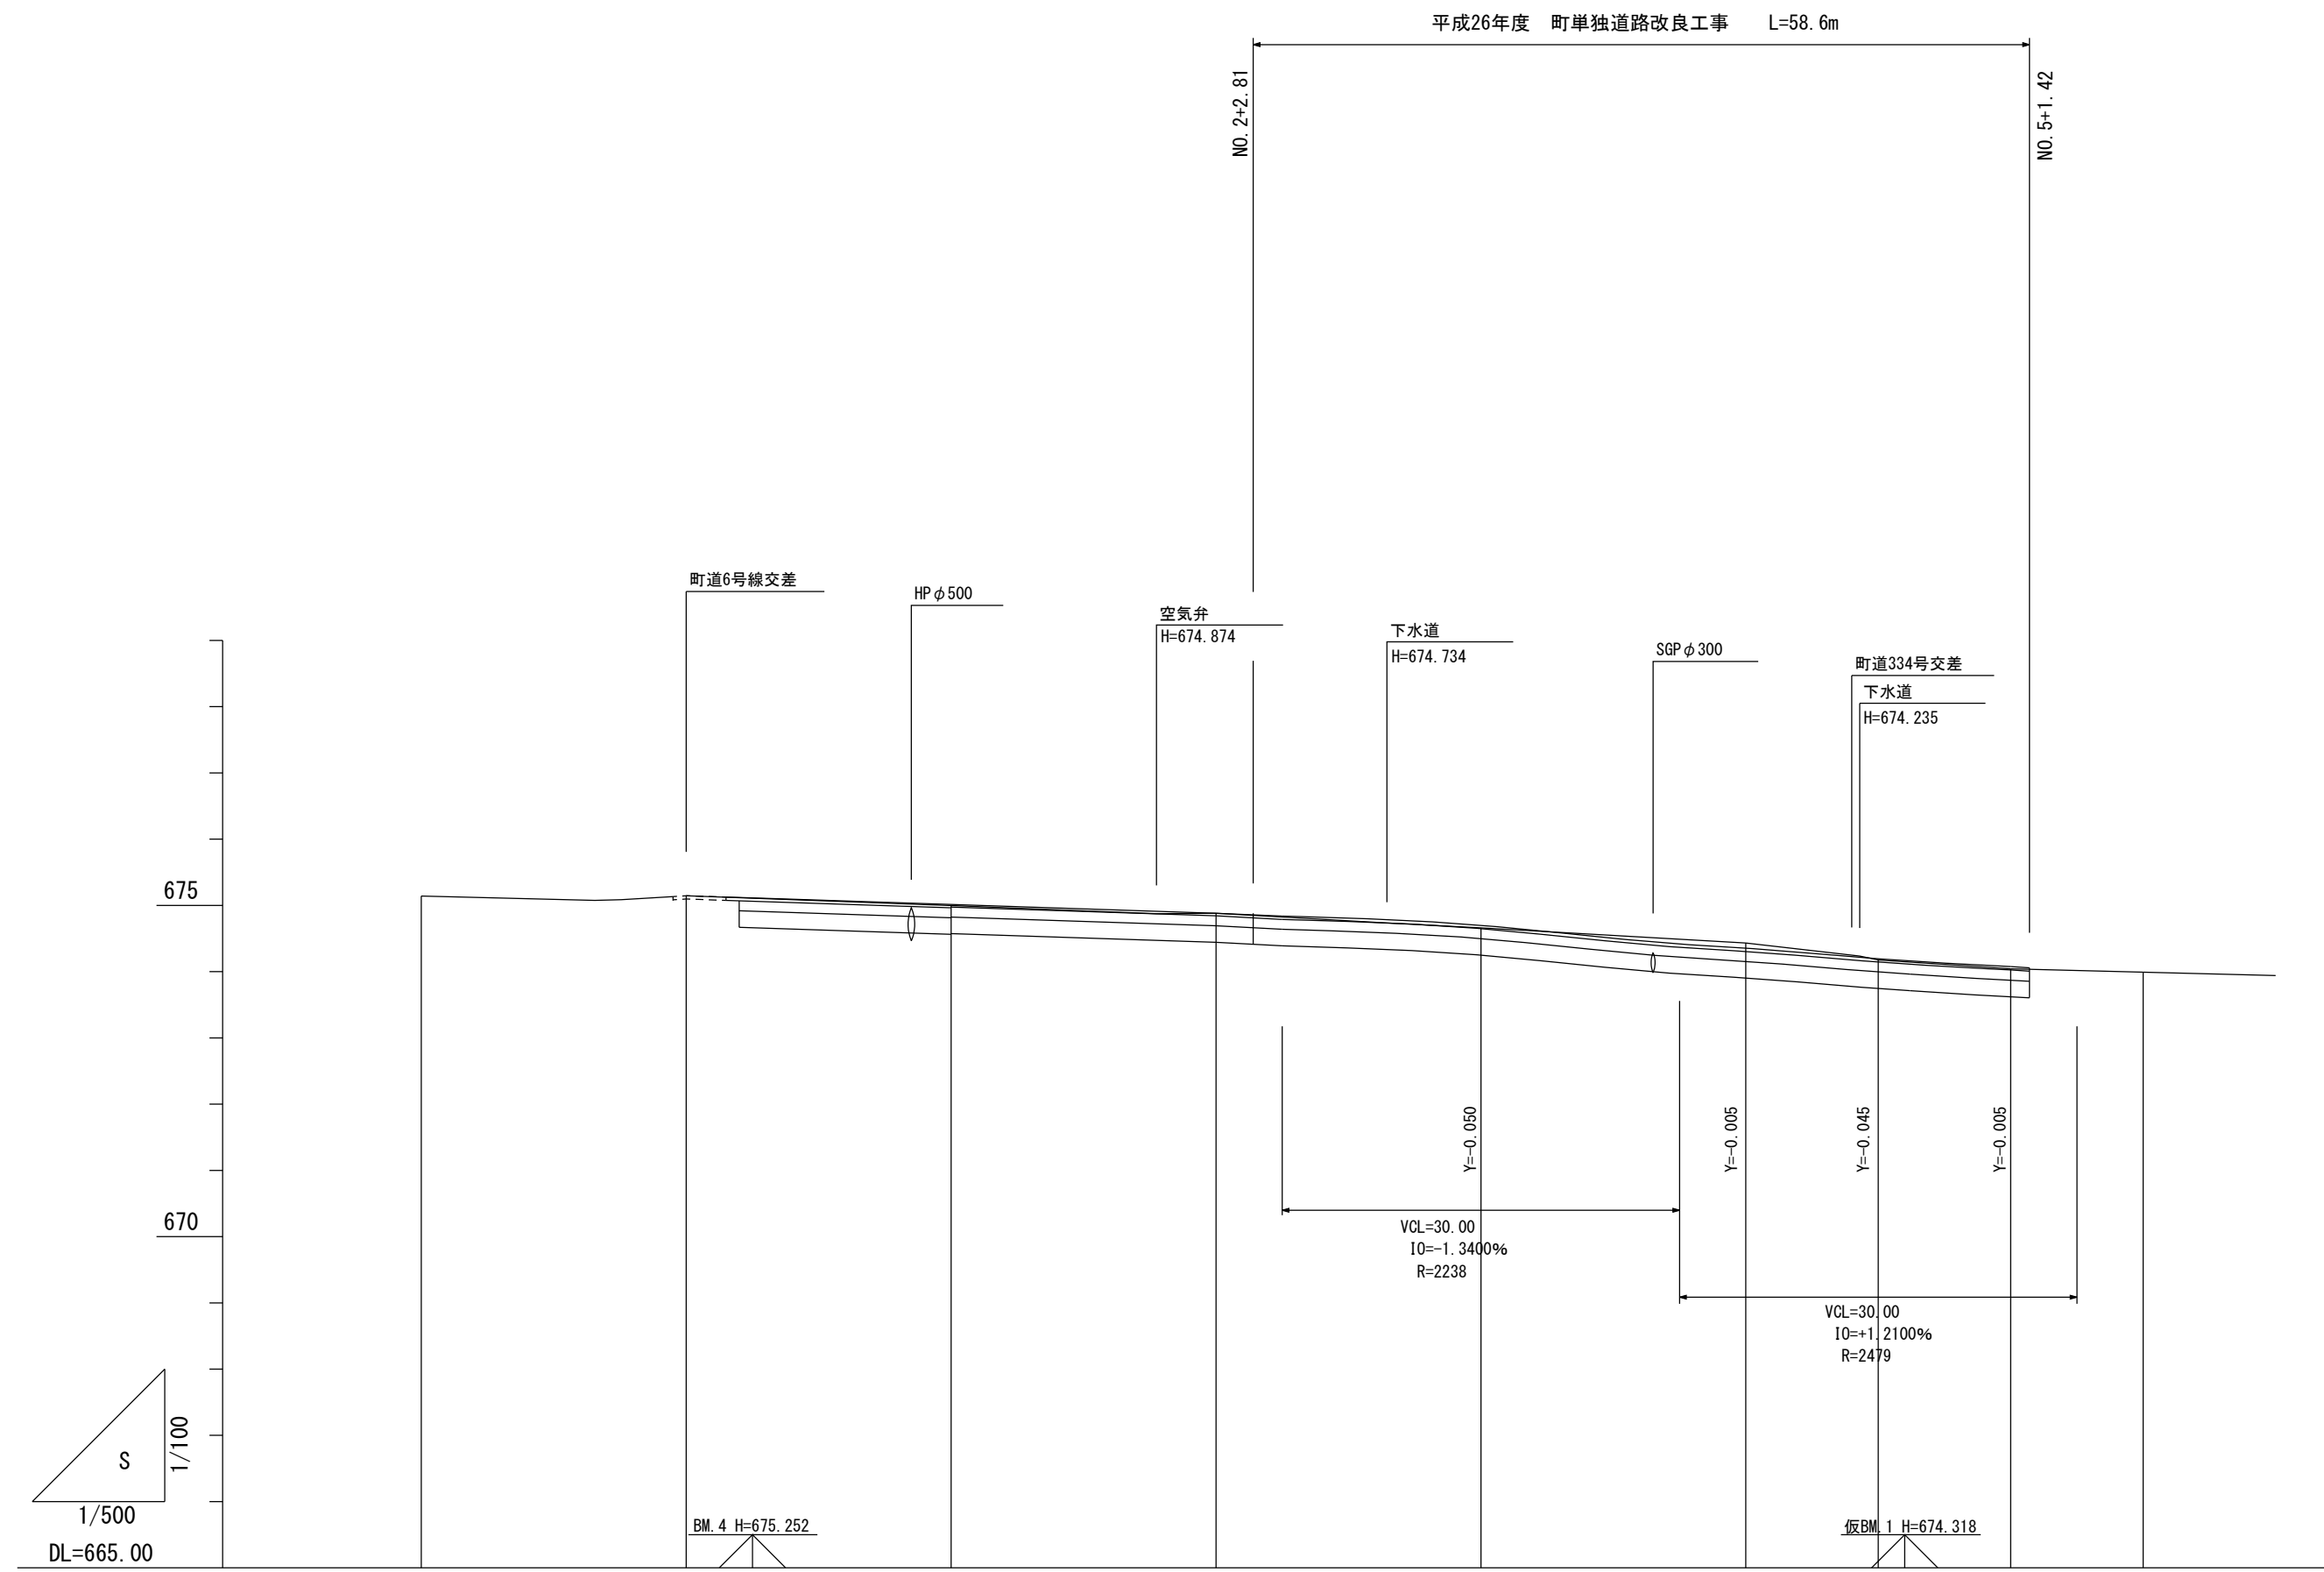 平成26年度　町単独道路改良工事　　L=58.6m
NO.2+2.81
NO.5+1.42
町道6号線交差
HPφ500
空気弁
H=674.874
下水道
H=674.734
SGPφ300
町道334号交差
下水道
H=674.235
675
Y=-0.050
Y=-0.005
Y=-0.045
Y=-0.005
670
VCL=30.00
I0=-1.3400%
R=2238
VCL=30.00
I0=+1.2100%
R=2479
1/100
S
1/500
BM.4 H=675.252
仮BM.1 H=674.318
DL=665.00